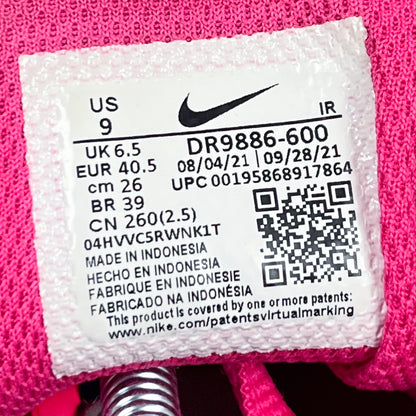 US
9
IR
UK 6.5
EUR 40.5
cm 26
BR 39
CN 260(2.5)
DR9886-600
08/04/21 | 09/28/21
UPC 00195868917864
04HVVC5RWNK1T
MADE IN INDONESIA
HECHO EN INDONESIA
FABRIQUE EN INDONESIE
FABRICADO NA INDONÉSIA
This product is covered by one or more patents:
www.nike.com/patentsvirtualmarking